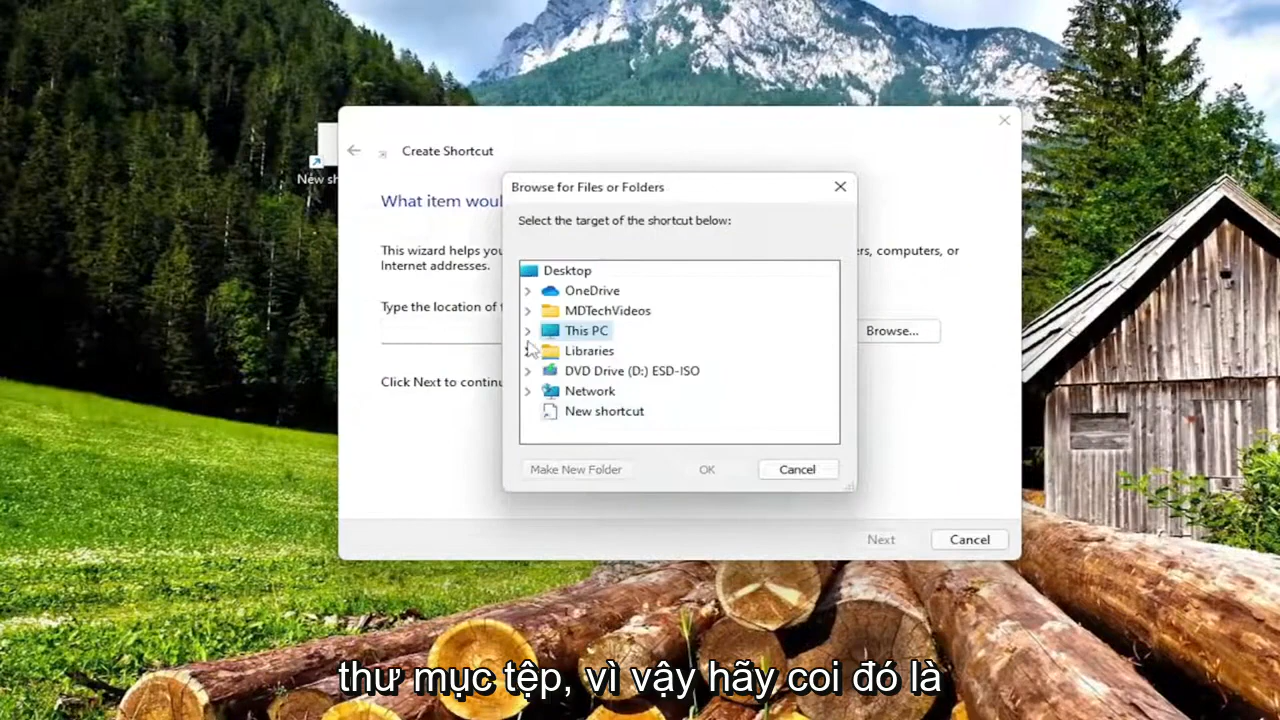 New sh
Create Shortcut
What item woul
This wizard helps you
ers, computers, or
Internet addresses.
Type the location of t
Browse...
Click Next to continu
Browse for Files or Folders
Select the target of the shortcut below:
Desktop
OneDrive
MDTechVideos
This PC
Libraries
DVD Drive (D:) ESD-ISO
Network
New shortcut
Make New Folder
OK
Cancel
Next
Cancel
thư mục tệp, vì vậy hãy coi đó là